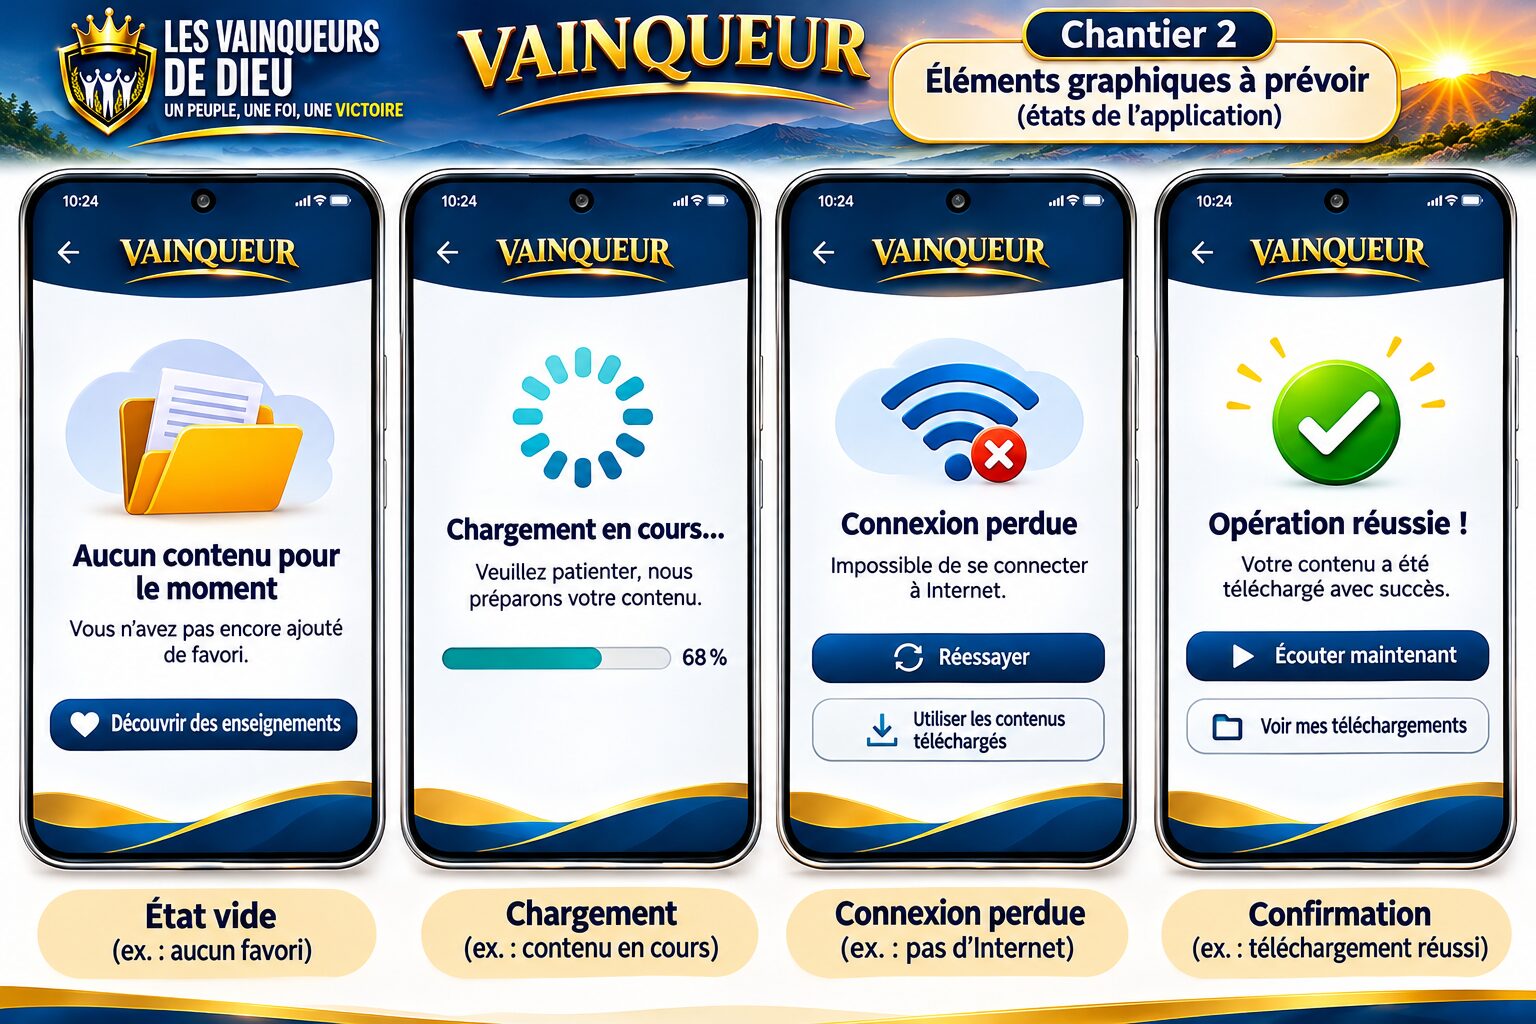 LES VAINQUEURS
DE DIEU
UN PEUPLE, UNE FOI, UNE VICTOIRE
VAINQUEUR
Chantier 2
Éléments graphiques à prévoir
(états de l'application)
10:24
VAINQUEUR
Aucun contenu pour
le moment
Vous n'avez pas encore ajouté
de favori.
Découvrir des enseignements
10:24
VAINQUEUR
Chargement en cours...
Veuillez patienter, nous
préparons votre contenu.
68 %
10:24
VAINQUEUR
Connexion perdue
Impossible de se connecter
à Internet.
Réessayer
Utiliser les contenus
téléchargés
10:24
VAINQUEUR
Opération réussie !
Votre contenu a été
téléchargé avec succès.
Écouter maintenant
Voir mes téléchargements
État vide
(ex. : aucun favori)
Chargement
(ex. : contenu en cours)
Connexion perdue
(ex. : pas d'Internet)
Confirmation
(ex. : téléchargement réussi)